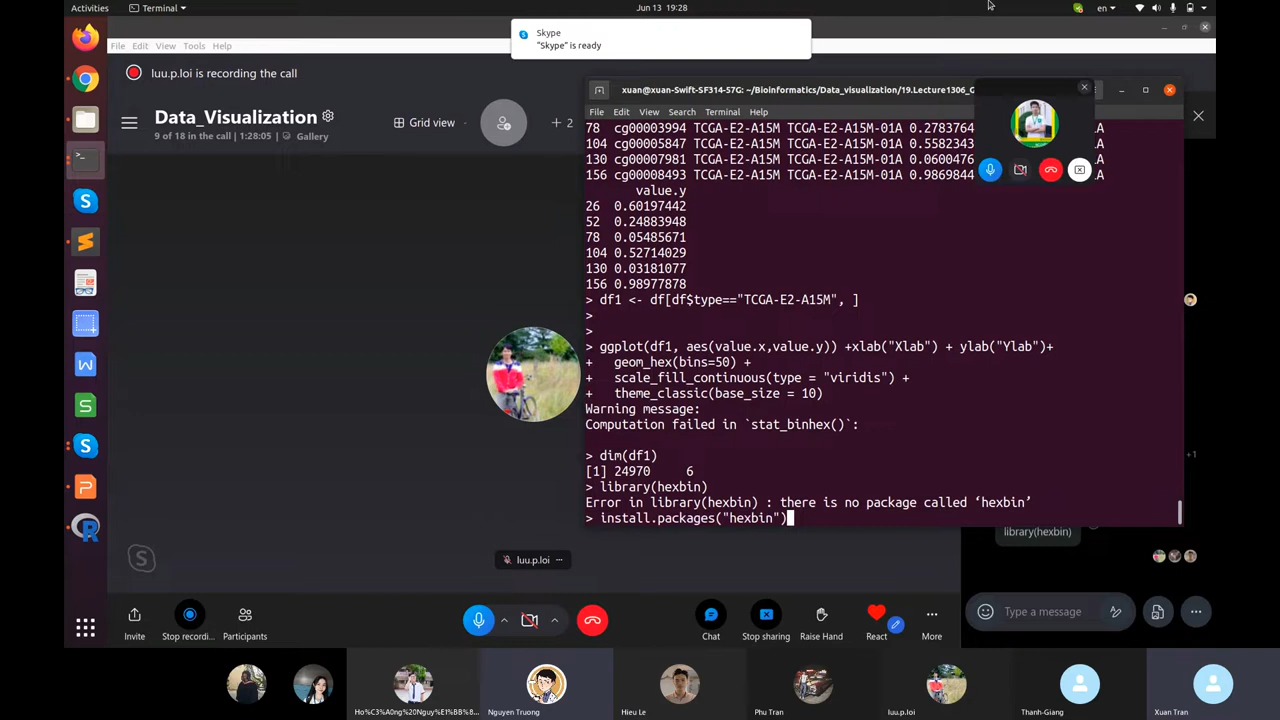 Activities
Terminal
Jun 13 19:28
en
Skype
"Skype" is ready
File Edit View Tools Help
luu.p.loi is recording the call
Data_Visualization
9 of 18 in the call | 1:28:05 | Gallery
Grid view
+ 2
xuan@xuan-Swift-SF314-57G: ~/Bioinformatics/Data_visualization/19.Lecture1306_G
File Edit View Search Terminal Help
78 cg00003994 TCGA-E2-A15M TCGA-E2-A15M-01A 0.2783764
104 cg00005847 TCGA-E2-A15M TCGA-E2-A15M-01A 0.5582343
130 cg00007981 TCGA-E2-A15M TCGA-E2-A15M-01A 0.0600476
156 cg00008493 TCGA-E2-A15M TCGA-E2-A15M-01A 0.9869844
value.y
26 0.60197442
52 0.24883948
78 0.05485671
104 0.52714029
130 0.03181077
156 0.98977878
> df1 <- df[df$type=="TCGA-E2-A15M", ]
>
>
> ggplot(df1, aes(value.x,value.y)) +xlab("Xlab") + ylab("Ylab")+
+ geom_hex(bins=50) +
+ scale_fill_continuous(type = "viridis") +
+ theme_classic(base_size = 10)
Warning message:
Computation failed in `stat_binhex()`:
> dim(df1)
[1] 24970 6
> library(hexbin)
Error in library(hexbin) : there is no package called ‘hexbin’
> install.packages("hexbin")
library(hexbin)
+1
luu.p.loi
Invite
Stop recordi...
Participants
Chat
Stop sharing
Raise Hand
React
More
Type a message
Ho%C3%A0ng%20Nguy%E1%BB%8...
Nguyen Truong
Hieu Le
Phu Tran
luu.p.loi
Thanh-Giang
Xuan Tran